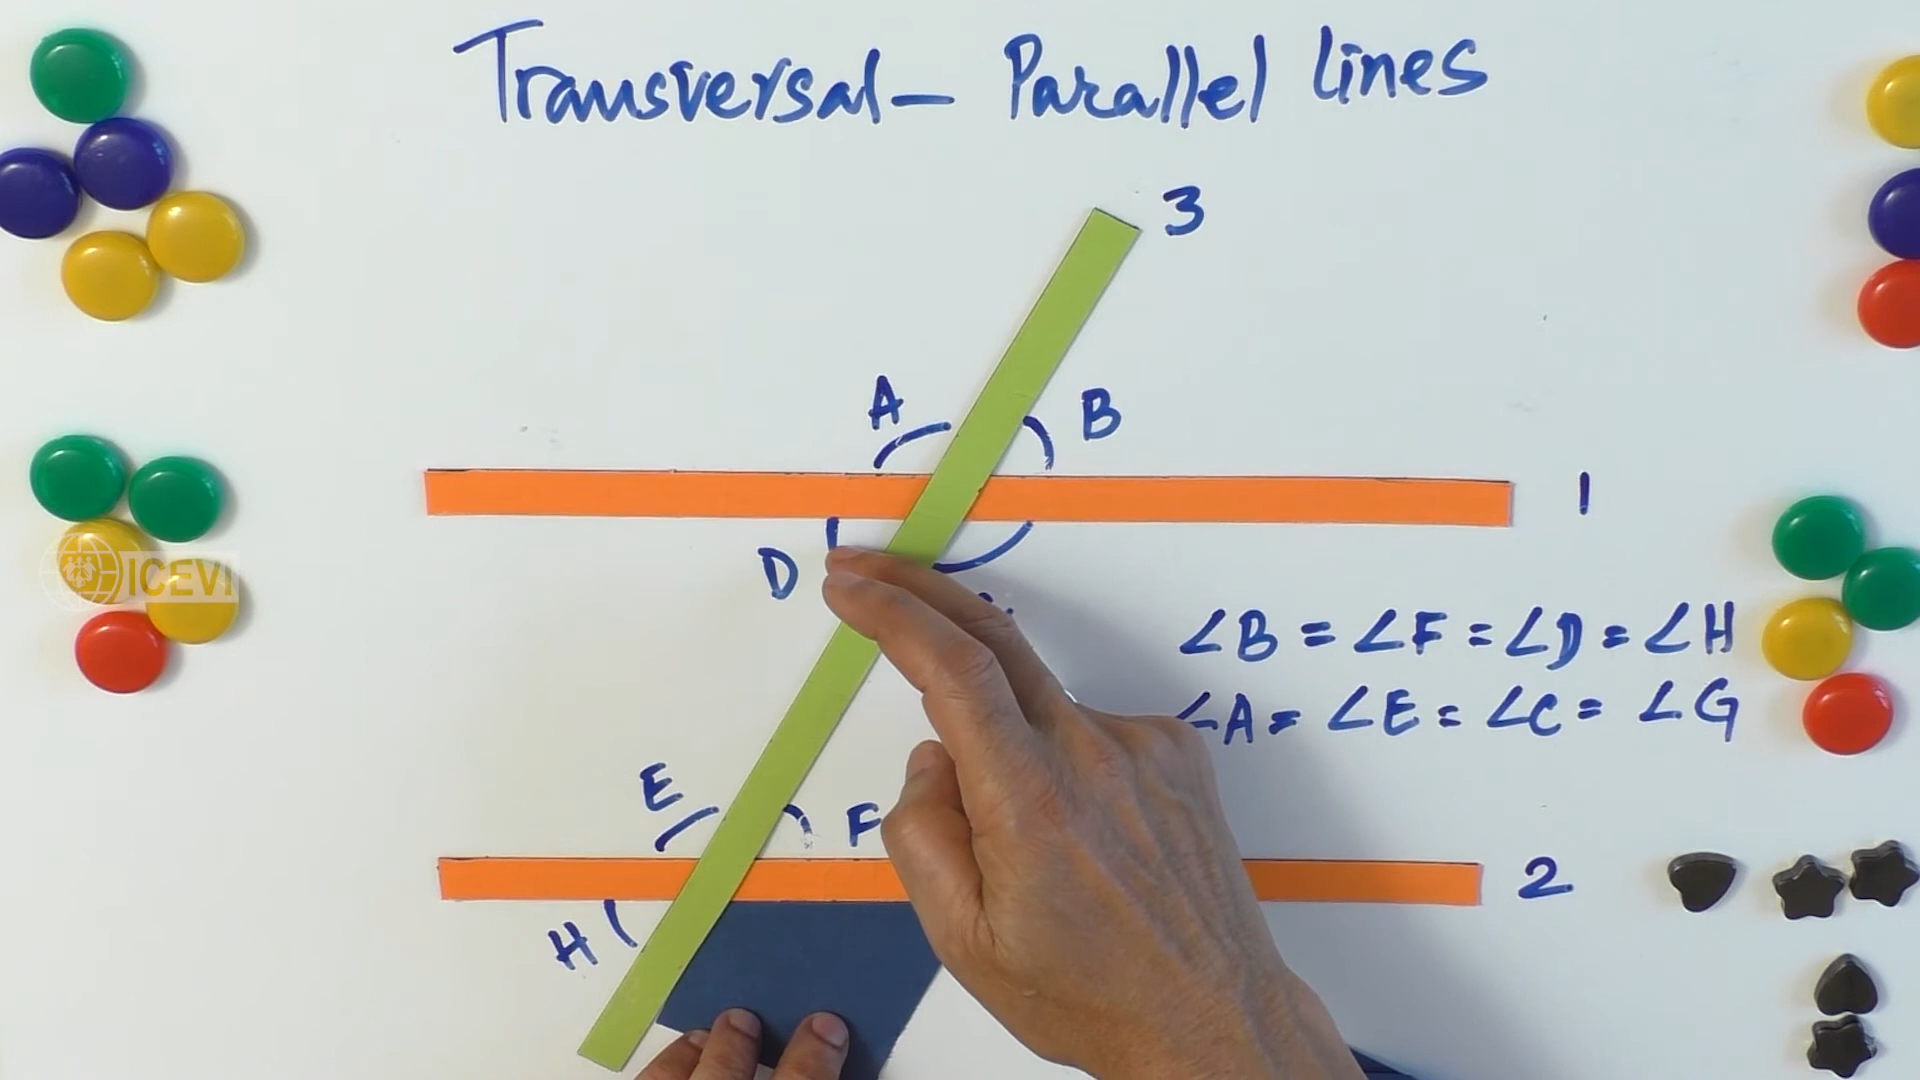 Transversal - Parallel lines
3
A
B
1
D
∠B = ∠F = ∠D = ∠H
∠A = ∠E = ∠C = ∠G
E
F
2
H
ICEVI